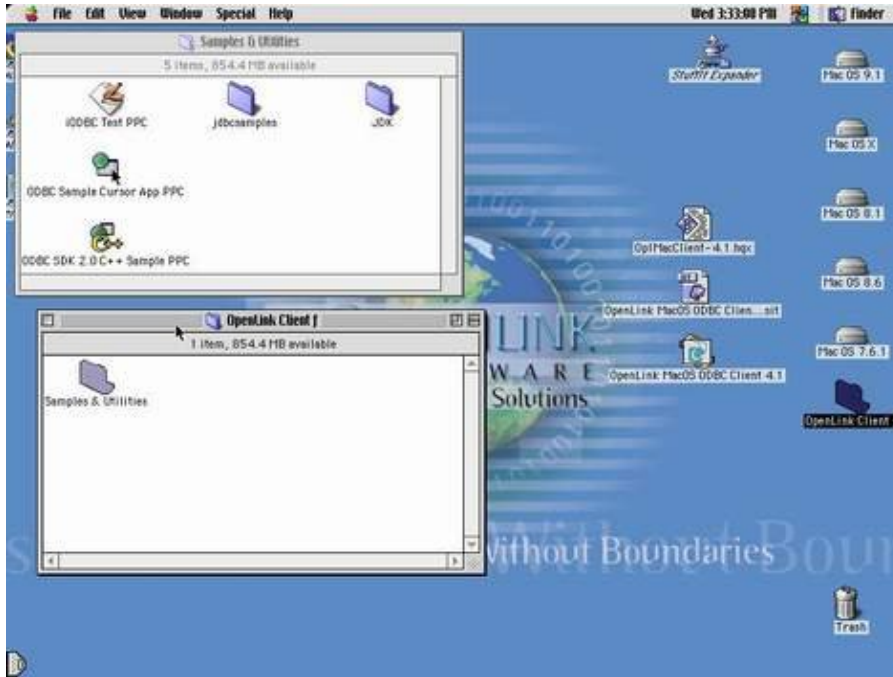 File Edit View Window Special Help
Wed 3:33:08 PM
Finder
Samples & Utilities
5 items, 854.4 MB available
iODBC Test PPC
jdbcsamples
JDK
ODBC Sample Cursor App PPC
ODBC SDK 2.0 C++ Sample PPC
OpenLink Client ƒ
1 item, 854.4 MB available
Samples & Utilities
StuffIt Expander
Mac OS 9.1
Mac OS X
Mac OS 8.1
OplMacClient-4.1.hqx
Mac OS 8.6
OpenLink MacOS ODBC Clien...sit
Mac OS 7.6.1
OpenLink MacOS ODBC Client 4.1
OpenLink Client
LINK
WARE
Solutions
Without Boundaries
Trash